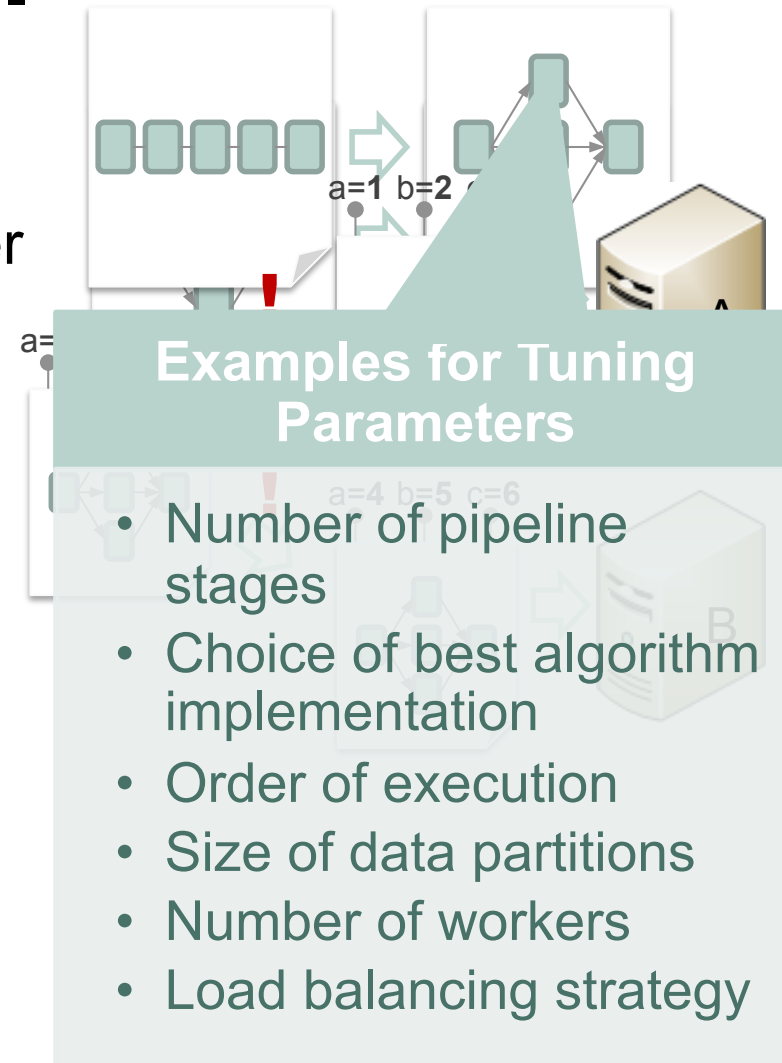 er
a=1 b=2
!
A
a=
Examples for Tuning
Parameters
a=4 b=5 c=6
!
• Number of pipeline
stages
• Choice of best algorithm
implementation
B
• Order of execution
• Size of data partitions
• Number of workers
• Load balancing strategy